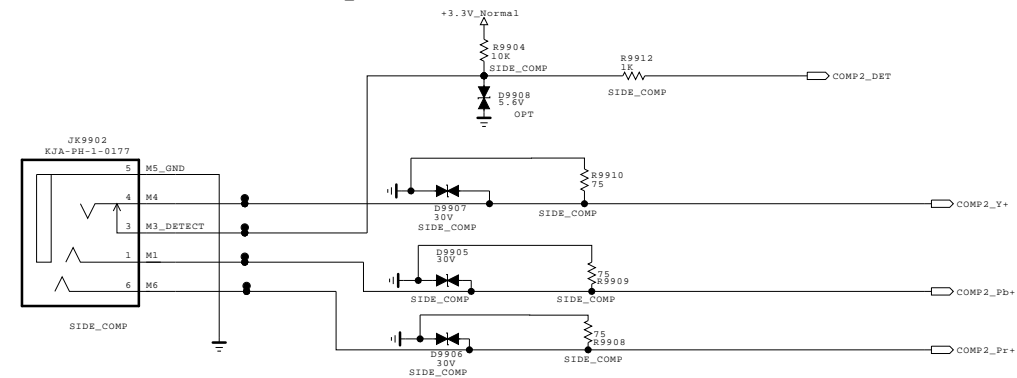 +3.3V_Normal
R9904
10K
SIDE_COMP
R9912
1K
SIDE_COMP
COMP2_DET
D9908
5.6V
OPT
JK9902
KJA-PH-1-0177
5 M5_GND
4 M4
3 M3_DETECT
1 M1
6 M6
SIDE_COMP
R9910
75
SIDE_COMP
D9907
30V
SIDE_COMP
COMP2_Y+
D9905
30V
SIDE_COMP
75
R9909
SIDE_COMP
COMP2_Pb+
75
R9908
SIDE_COMP
D9906
30V
SIDE_COMP
COMP2_Pr+